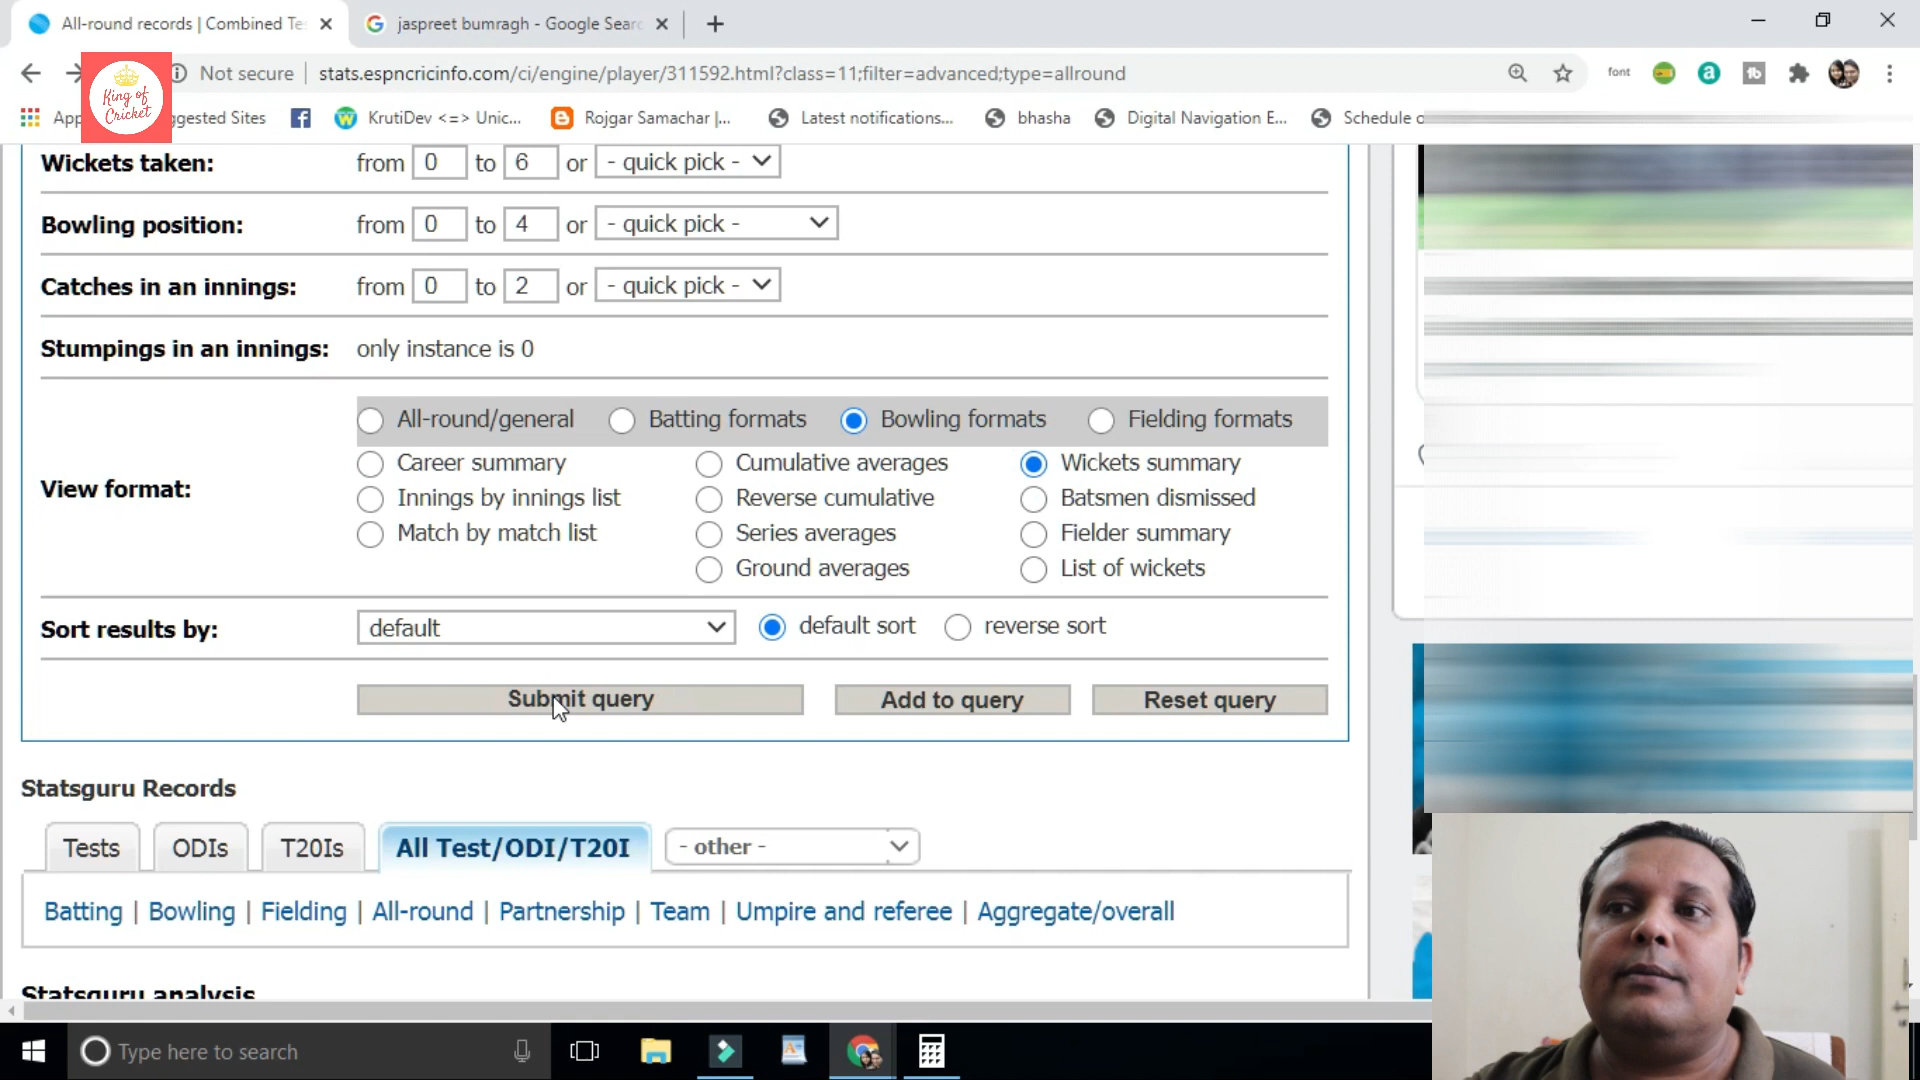 All-round records | Combined Te
jaspreet bumragh - Google Sear
Not secure
stats.espncricinfo.com/ci/engine/player/311592.html?class=11;filter=advanced;type=allround
font
King of
Cricket
App
ggested Sites
KrutiDev <=> Unic...
Rojgar Samachar |...
Latest notifications...
bhasha
Digital Navigation E...
Schedule o
Wickets taken: from 0 to 6 or - quick pick -
Bowling position: from 0 to 4 or - quick pick -
Catches in an innings: from 0 to 2 or - quick pick -
Stumpings in an innings: only instance is 0
All-round/general Batting formats Bowling formats Fielding formats
View format:
Career summary Cumulative averages Wickets summary
Innings by innings list Reverse cumulative Batsmen dismissed
Match by match list Series averages Fielder summary
Ground averages List of wickets
Sort results by: default default sort reverse sort
Submit query Add to query Reset query
Statsguru Records
Tests ODIs T20Is All Test/ODI/T20I - other -
Batting | Bowling | Fielding | All-round | Partnership | Team | Umpire and referee | Aggregate/overall
Statsguru analysis
Type here to search